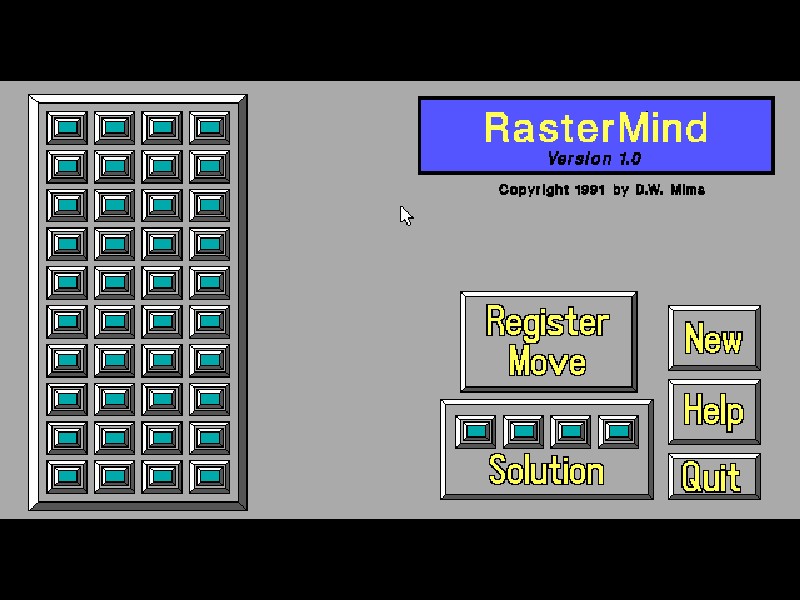 RasterMind
Version 1.0
Copyright 1991 by D.W. Mims
Register
Move
New
Help
Solution
Quit